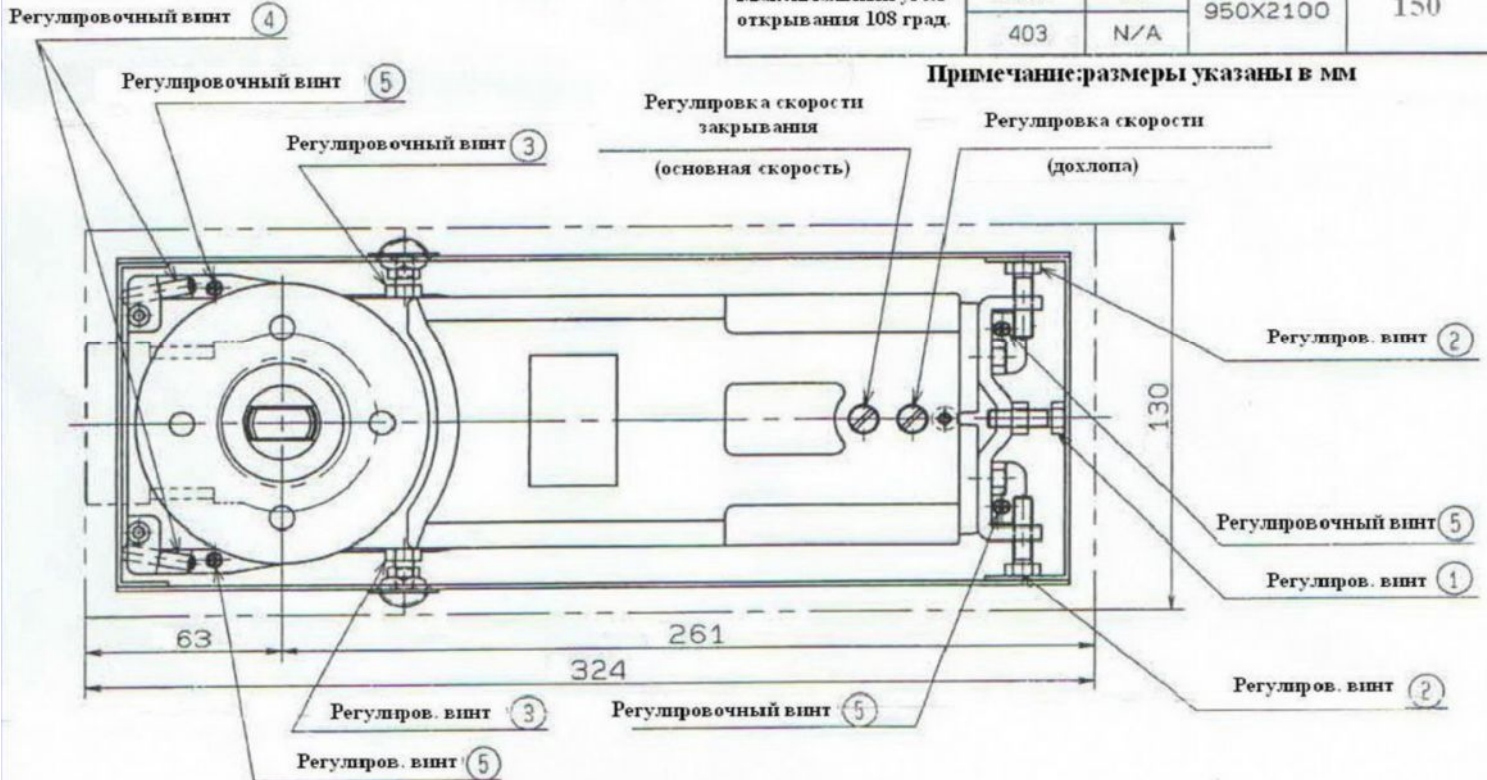 открывания 108 град.
403
N/A
950X2100
150
Примечание:размеры указаны в мм
Регулировочный винт 4
Регулировочный винт 5
Регулировочный винт 3
Регулировка скорости
закрывания
(основная скорость)
Регулировка скорости
(дохлопа)
Регулиров. винт 2
130
Регулировочный винт 5
Регулиров. винт 1
63
261
324
Регулиров. винт 2
Регулиров. винт 3
Регулировочный винт 5
Регулиров. винт 5